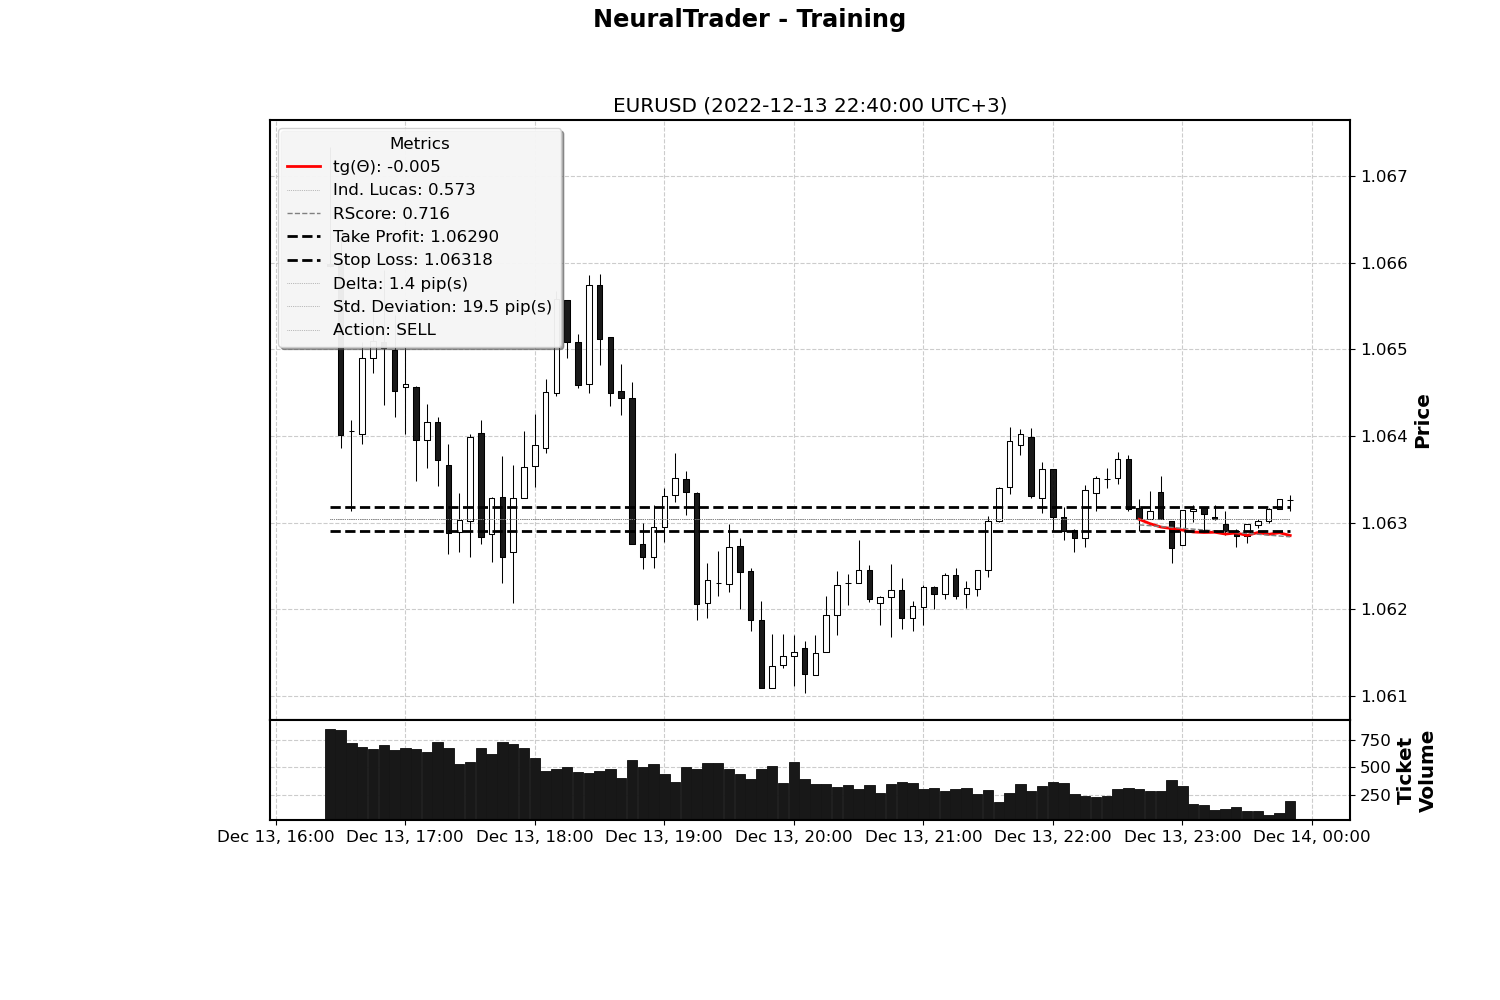 NeuralTrader - Training
EURUSD (2022-12-13 22:40:00 UTC+3)
Metrics
tg(Θ): -0.005
Ind. Lucas: 0.573
RScore: 0.716
Take Profit: 1.06290
Stop Loss: 1.06318
Delta: 1.4 pip(s)
Std. Deviation: 19.5 pip(s)
Action: SELL
1.067
1.066
1.065
1.064
1.063
1.062
1.061
Price
750
500
250
Ticket
Volume
Dec 13, 16:00 Dec 13, 17:00 Dec 13, 18:00 Dec 13, 19:00 Dec 13, 20:00 Dec 13, 21:00 Dec 13, 22:00 Dec 13, 23:00 Dec 14, 00:00